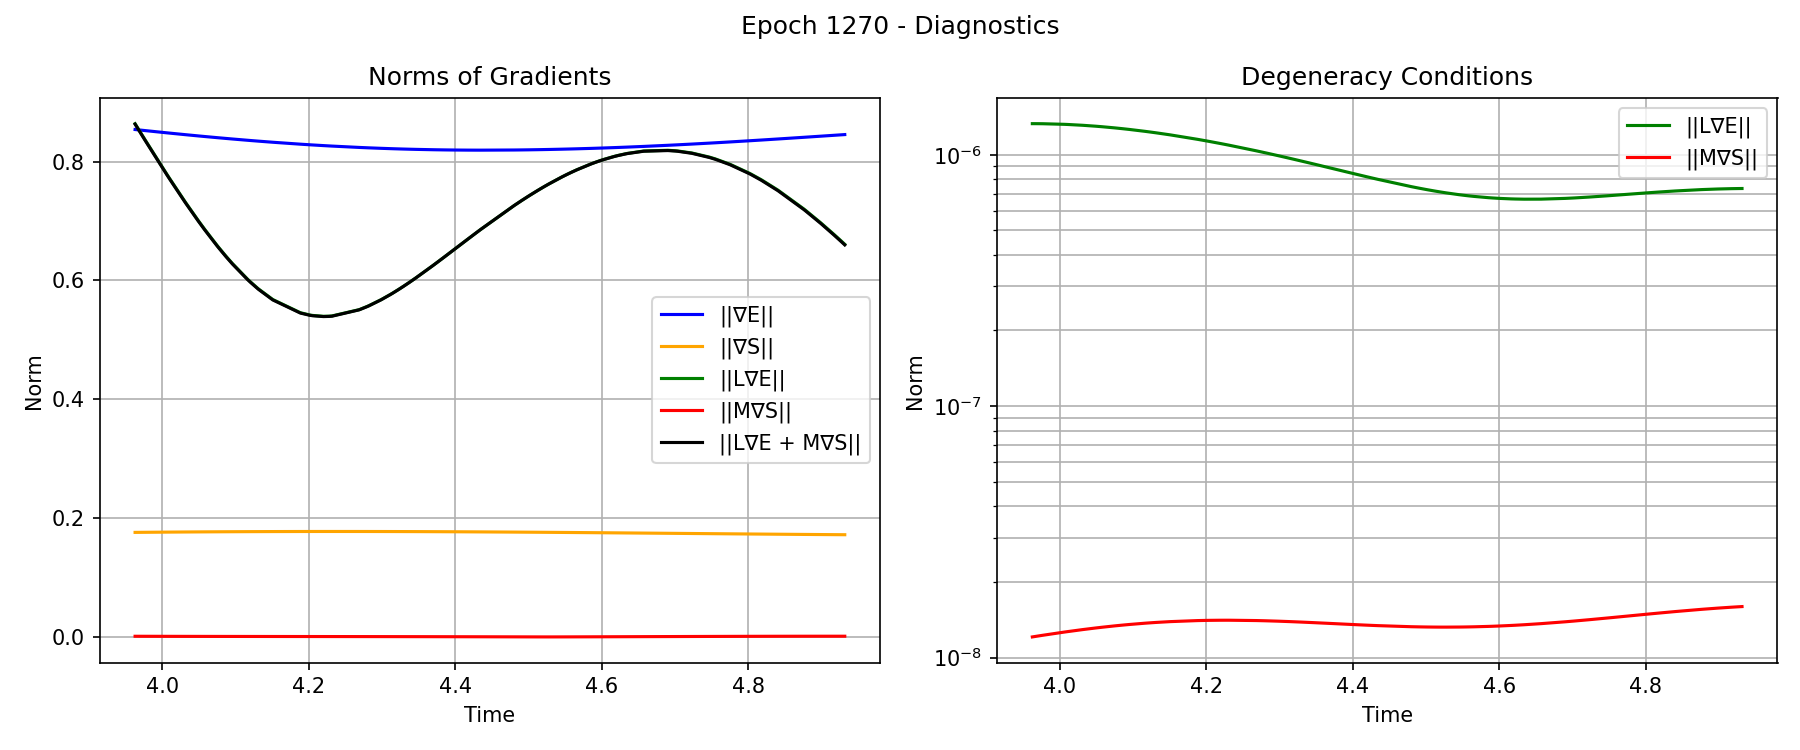 Epoch 1270 - Diagnostics
Norms of Gradients
Norm
0.8
0.6
0.4
0.2
0.0
||∇E||
||∇S||
||L∇E||
||M∇S||
||L∇E + M∇S||
4.0 4.2 4.4 4.6 4.8
Time
Degeneracy Conditions
Norm
10⁻⁶
10⁻⁷
10⁻⁸
||L∇E||
||M∇S||
4.0 4.2 4.4 4.6 4.8
Time